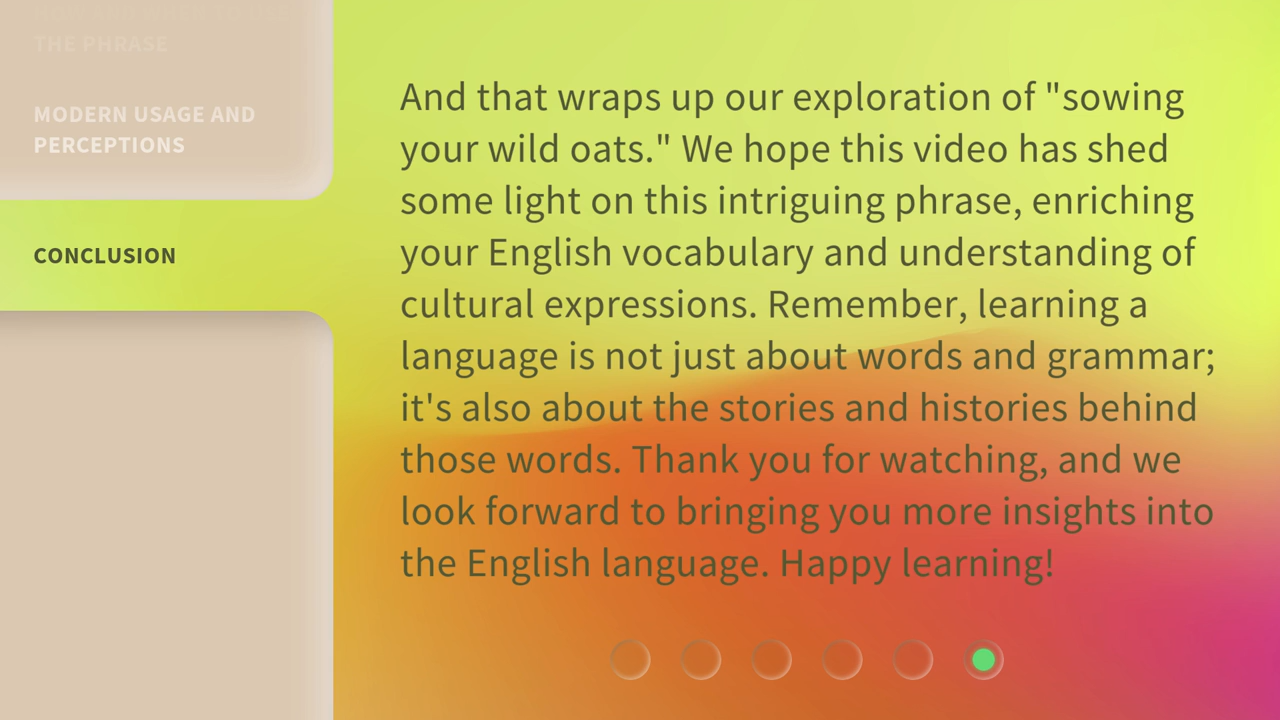 THE PHRASE
MODERN USAGE AND
PERCEPTIONS
CONCLUSION
And that wraps up our exploration of "sowing
your wild oats." We hope this video has shed
some light on this intriguing phrase, enriching
your English vocabulary and understanding of
cultural expressions. Remember, learning a
language is not just about words and grammar;
it's also about the stories and histories behind
those words. Thank you for watching, and we
look forward to bringing you more insights into
the English language. Happy learning!